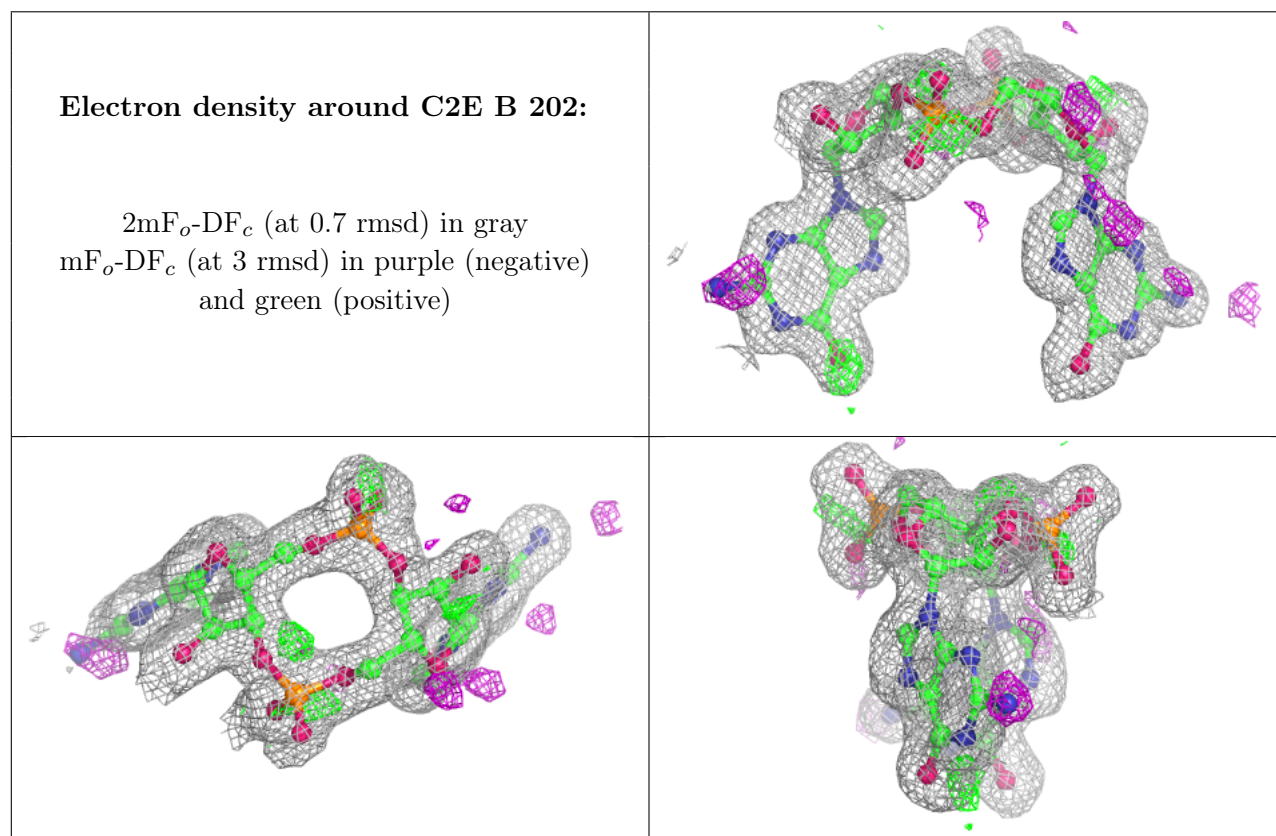 Electron density around C2E B 202:
2mFo-DFc (at 0.7 rmsd) in gray
mFo-DFc (at 3 rmsd) in purple (negative)
and green (positive)